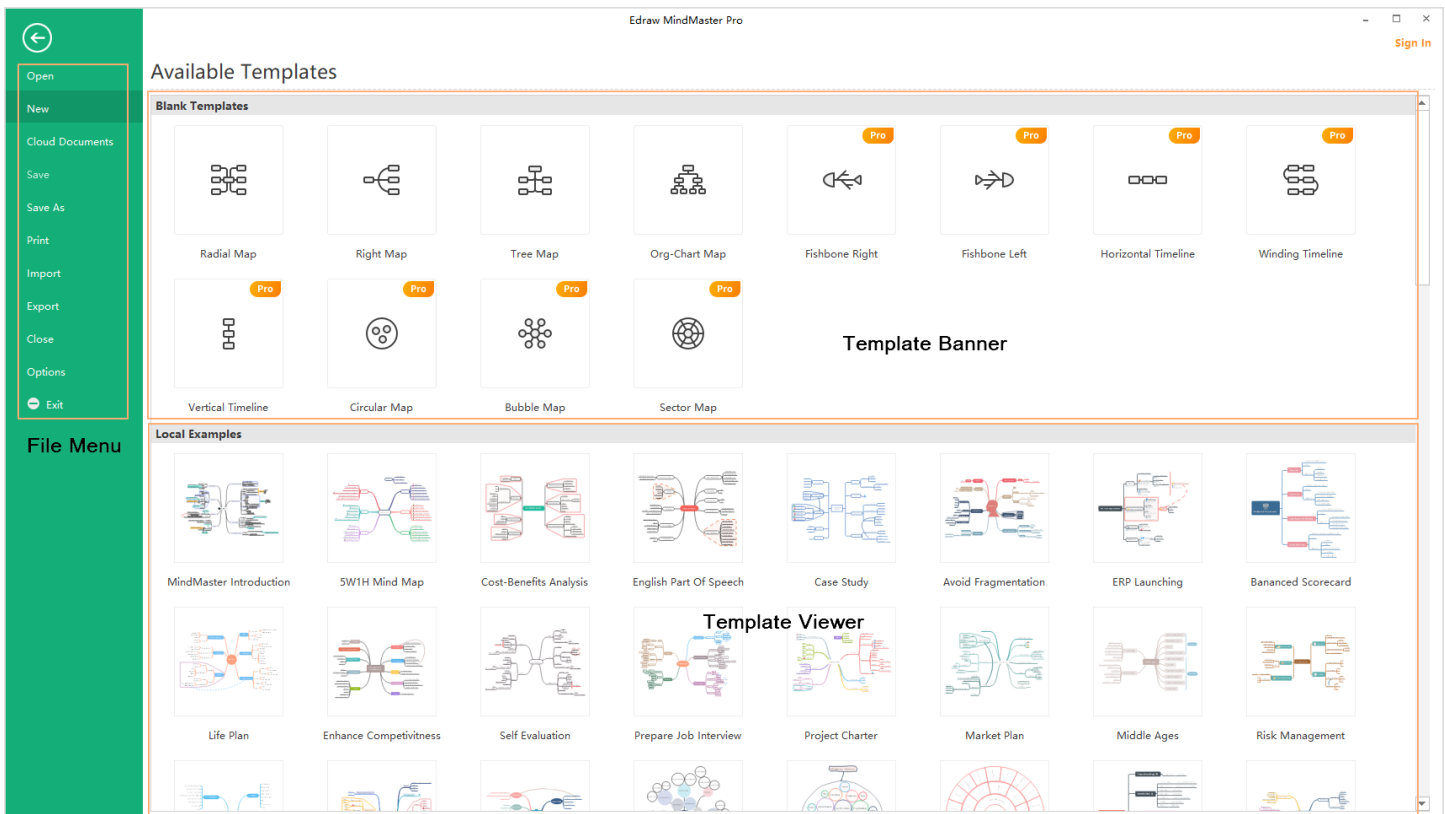 Edraw MindMaster Pro
Sign In
Open
New
Cloud Documents
Save
Save As
Print
Import
Export
Close
Options
Exit
File Menu
Available Templates
Blank Templates
Pro Pro Pro Pro
Radial Map Right Map Tree Map Org-Chart Map Fishbone Right Fishbone Left Horizontal Timeline Winding Timeline
Pro Pro Pro Pro
Template Banner
Vertical Timeline Circular Map Bubble Map Sector Map
Local Examples
MindMaster Introduction 5W1H Mind Map Cost-Benefits Analysis English Part Of Speech Case Study Avoid Fragmentation ERP Launching Bananced Scorecard
Template Viewer
Life Plan Enhance Competivitness Self Evaluation Prepare Job Interview Project Charter Market Plan Middle Ages Risk Management